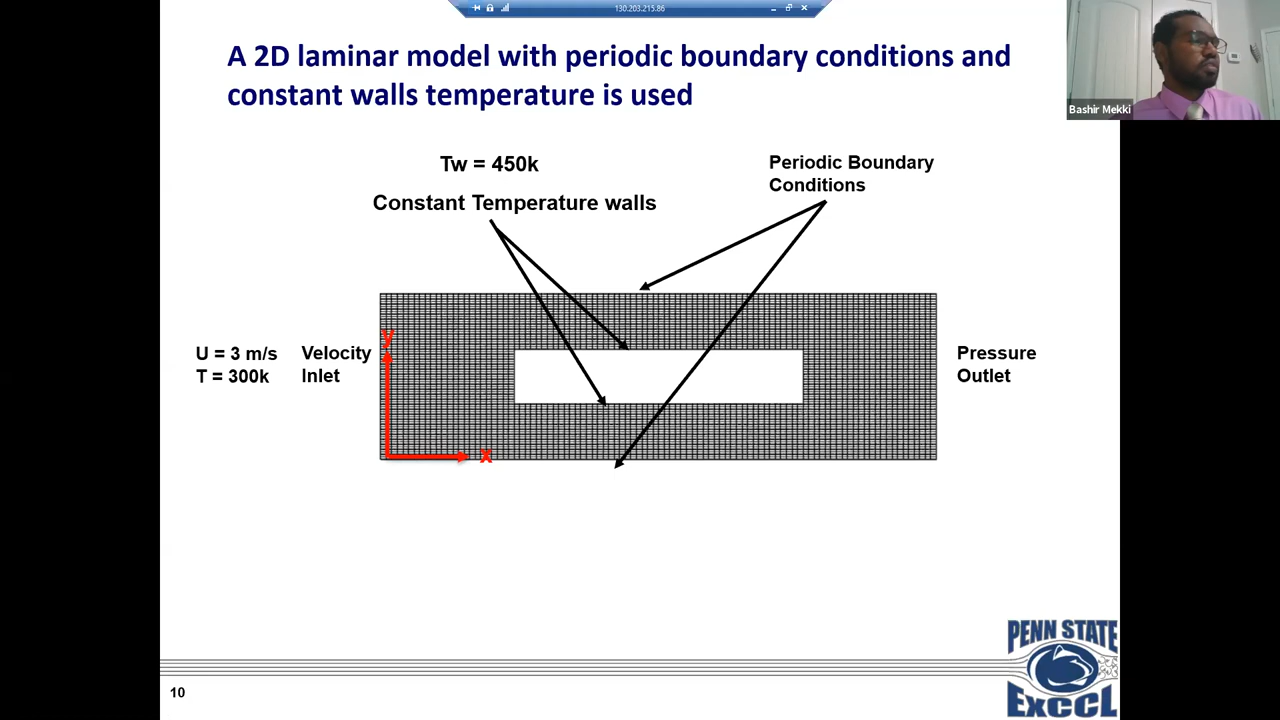 130.203.215.86
A 2D laminar model with periodic boundary conditions and
constant walls temperature is used
Bashir Mekki
Tw = 450k
Constant Temperature walls
Periodic Boundary
Conditions
y
U = 3 m/s
T = 300k
Velocity
Inlet
Pressure
Outlet
x
PENN STATE
ExCCL
10